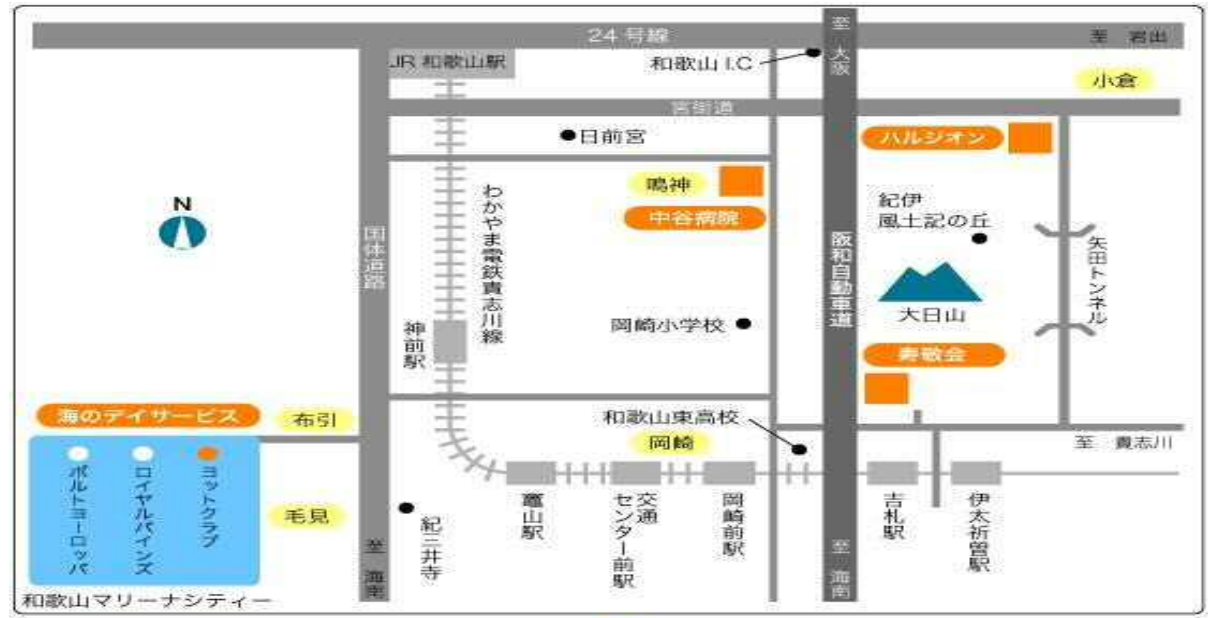 24号線
至 大阪
至 岩出
JR和歌山駅
和歌山 I.C
小倉
宮街道
日前宮
ハルジオン
鳴神
中谷病院
紀伊
風土記の丘
N
国体道路
わかやま電鉄貴志川線
阪和自動車道
矢田トンネル
大日山
神前駅
岡崎小学校
寿敬会
海のデイサービス
布引
和歌山東高校
岡崎
至 貴志川
ポルトヨーロッパ
ロイヤルパインズ
ヨットクラブ
毛見
紀三井寺
竈山駅
交通
センター前駅
岡崎前駅
吉礼駅
伊太祈曽駅
至 海南
至 海南
和歌山マリーナシティー